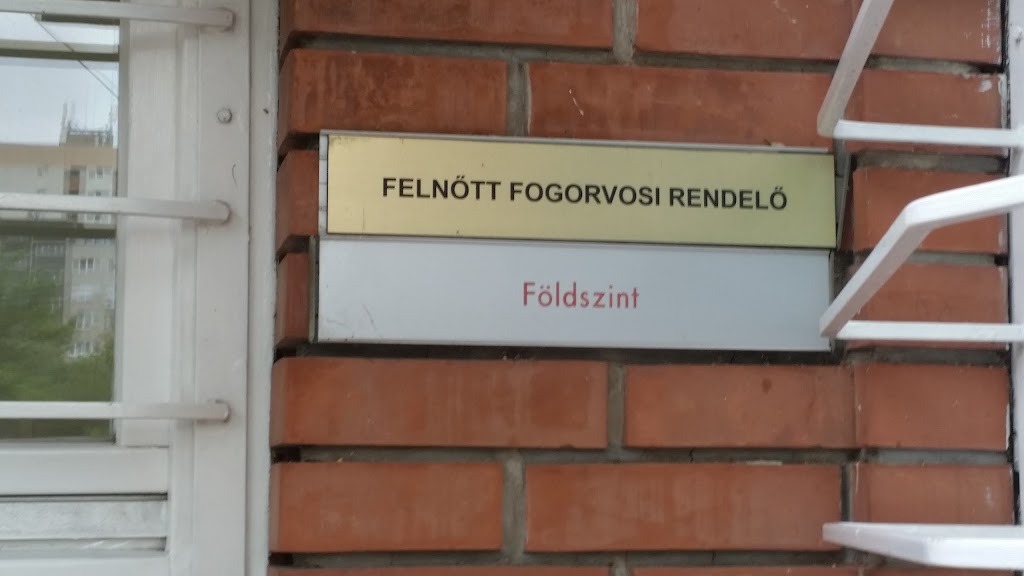 FELNŐTT FOGORVOSI RENDELŐ
Földszint